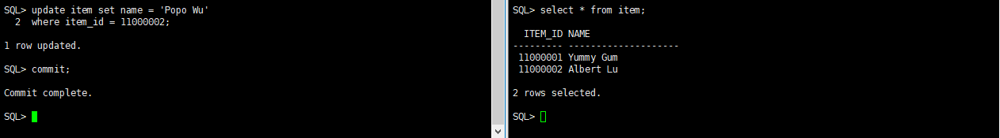 SQL> update item set name = 'Popo Wu'
  2  where item_id = 11000002;
1 row updated.
SQL> commit;
Commit complete.
SQL>
SQL> select * from item;
  ITEM_ID NAME
--------- --------------------
 11000001 Yummy Gum
 11000002 Albert Lu
2 rows selected.
SQL>